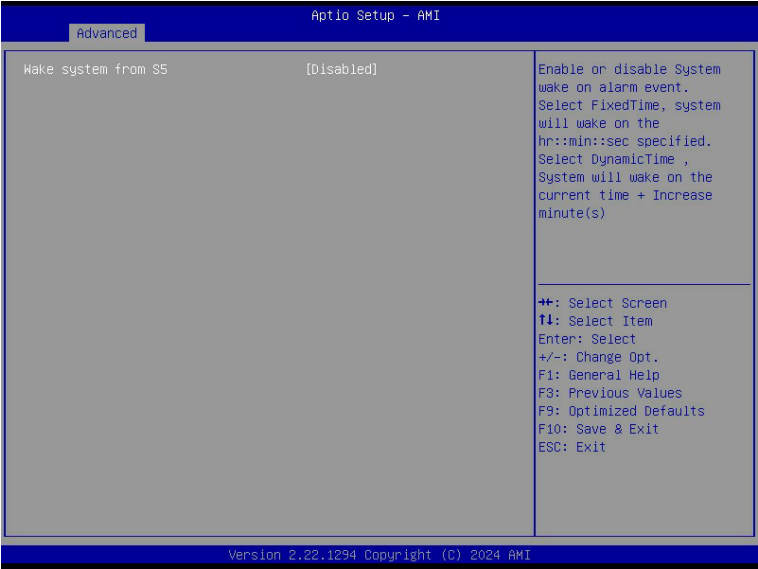 Aptio Setup – AMI
Advanced
Wake system from S5 [Disabled]
Enable or disable System
wake on alarm event.
Select FixedTime, system
will wake on the
hr::min::sec specified.
Select DynamicTime ,
System will wake on the
current time + Increase
minute(s)
→←: Select Screen
↑↓: Select Item
Enter: Select
+/-: Change Opt.
F1: General Help
F3: Previous Values
F9: Optimized Defaults
F10: Save & Exit
ESC: Exit
Version 2.22.1294 Copyright (C) 2024 AMI